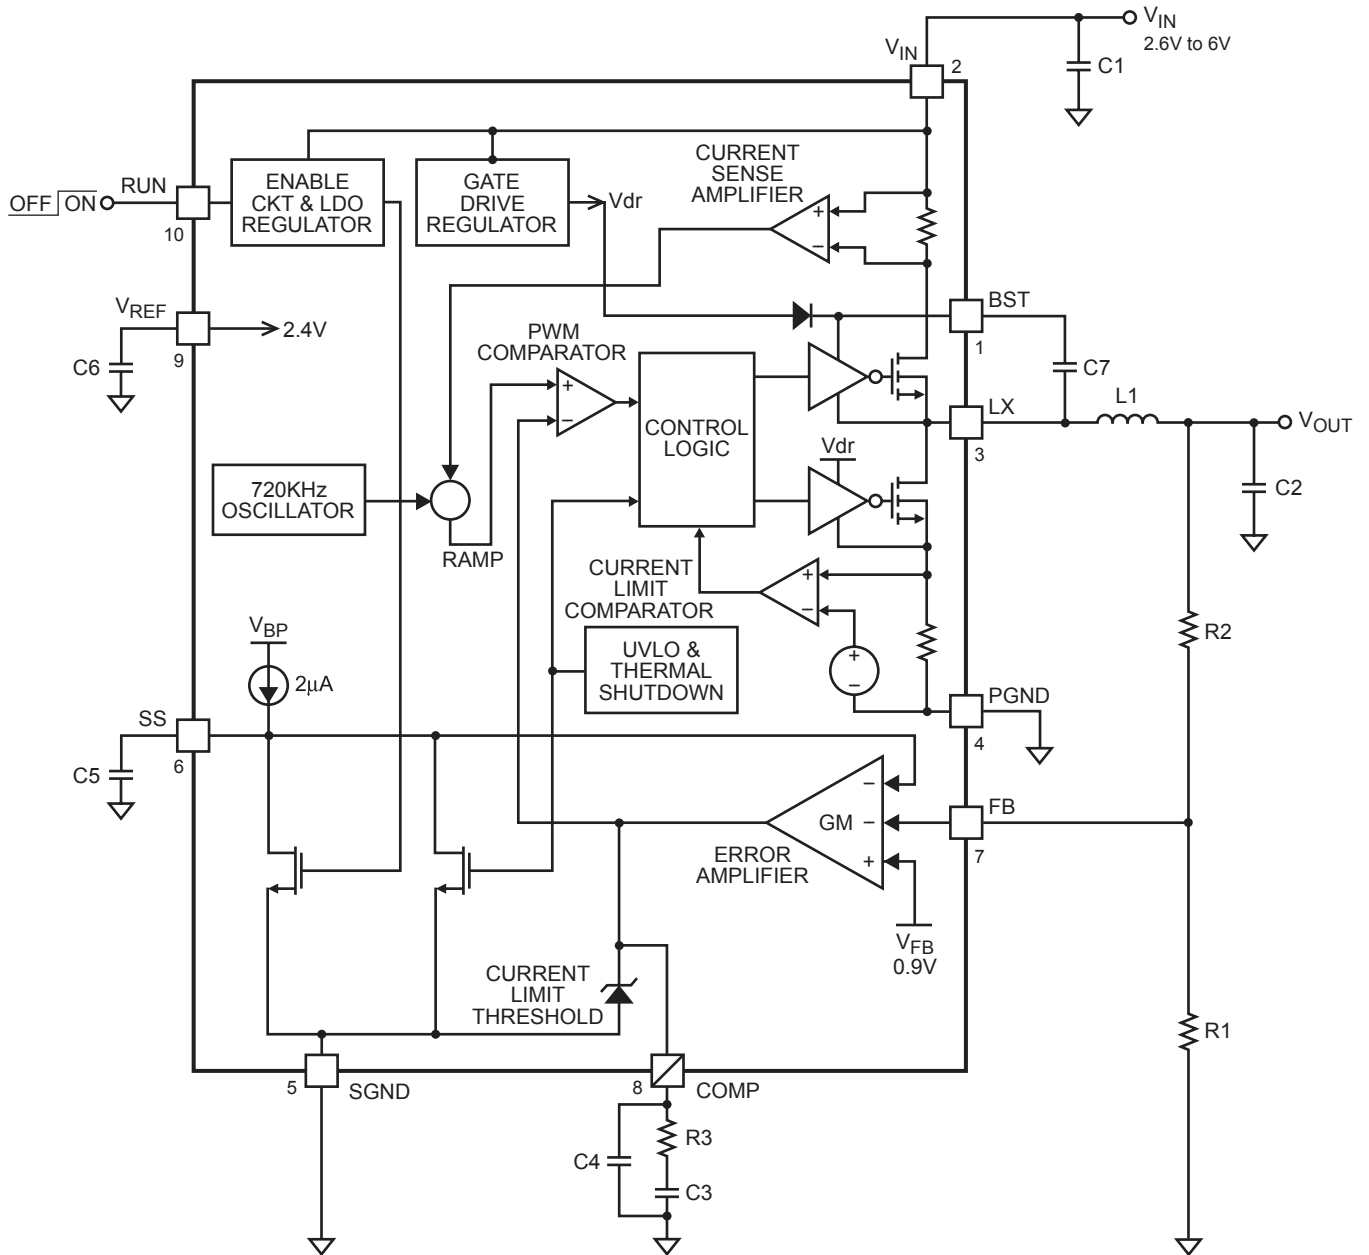 V_IN
2.6V to 6V
C1
V_IN
2
CURRENT
SENSE
AMPLIFIER
OFF ON
RUN
10
ENABLE
CKT & LDO
REGULATOR
GATE
DRIVE
REGULATOR
Vdr
+
−
V_REF
9
2.4V
C6
PWM
COMPARATOR
+
−
CONTROL
LOGIC
BST
1
C7
LX
3
L1
V_OUT
C2
Vdr
720KHz
OSCILLATOR
RAMP
CURRENT
LIMIT
COMPARATOR
+
−
+
−
UVLO &
THERMAL
SHUTDOWN
R2
V_BP
2μA
SS
6
C5
PGND
4
−
GM −
+
ERROR
AMPLIFIER
FB
7
V_FB
0.9V
CURRENT
LIMIT
THRESHOLD
R1
5
SGND
8
COMP
R3
C4
C3